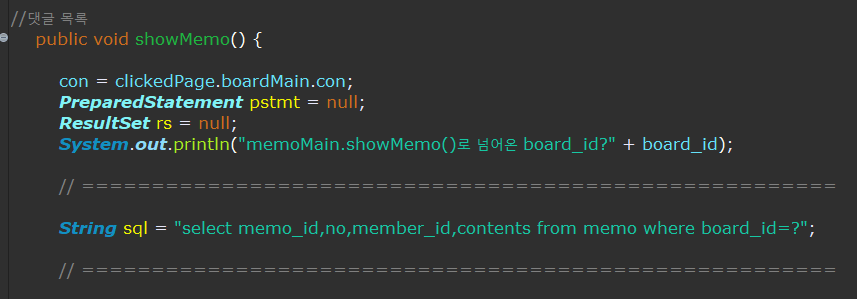 //댓글 목록
public void showMemo() {
con = clickedPage.boardMain.con;
PreparedStatement pstmt = null;
ResultSet rs = null;
System.out.println("memoMain.showMemo()로 넘어온 board_id?" + board_id);
// ======================================================
String sql = "select memo_id,no,member_id,contents from memo where board_id=?";
// ======================================================